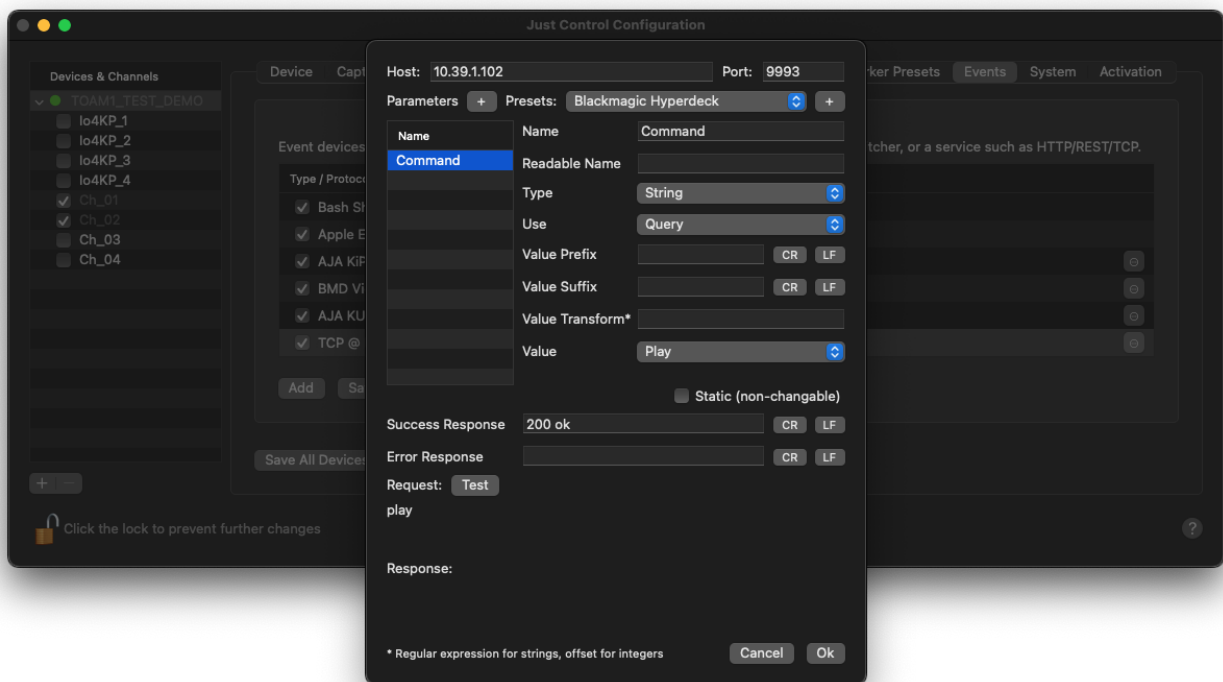 Just Control Configuration
Devices & Channels
TOAM1_TEST_DEMO
Io4KP_1
Io4KP_2
Io4KP_3
Io4KP_4
Ch_01
Ch_02
Ch_03
Ch_04
+ −
Click the lock to prevent further changes
Device Capt
ker Presets Events System Activation
Event devices
tcher, or a service such as HTTP/REST/TCP.
Type / Protoc
Bash Sh
Apple E
AJA KiP
BMD Vi
AJA KU
TCP @
Add Sa
Save All Devices
?
Host: 10.39.1.102 Port: 9993
Parameters + Presets: Blackmagic Hyperdeck +
Name
Command
Name Command
Readable Name
Type String
Use Query
Value Prefix CR LF
Value Suffix CR LF
Value Transform*
Value Play
Static (non-changable)
Success Response 200 ok CR LF
Error Response CR LF
Request: Test
play
Response:
* Regular expression for strings, offset for integers
Cancel Ok